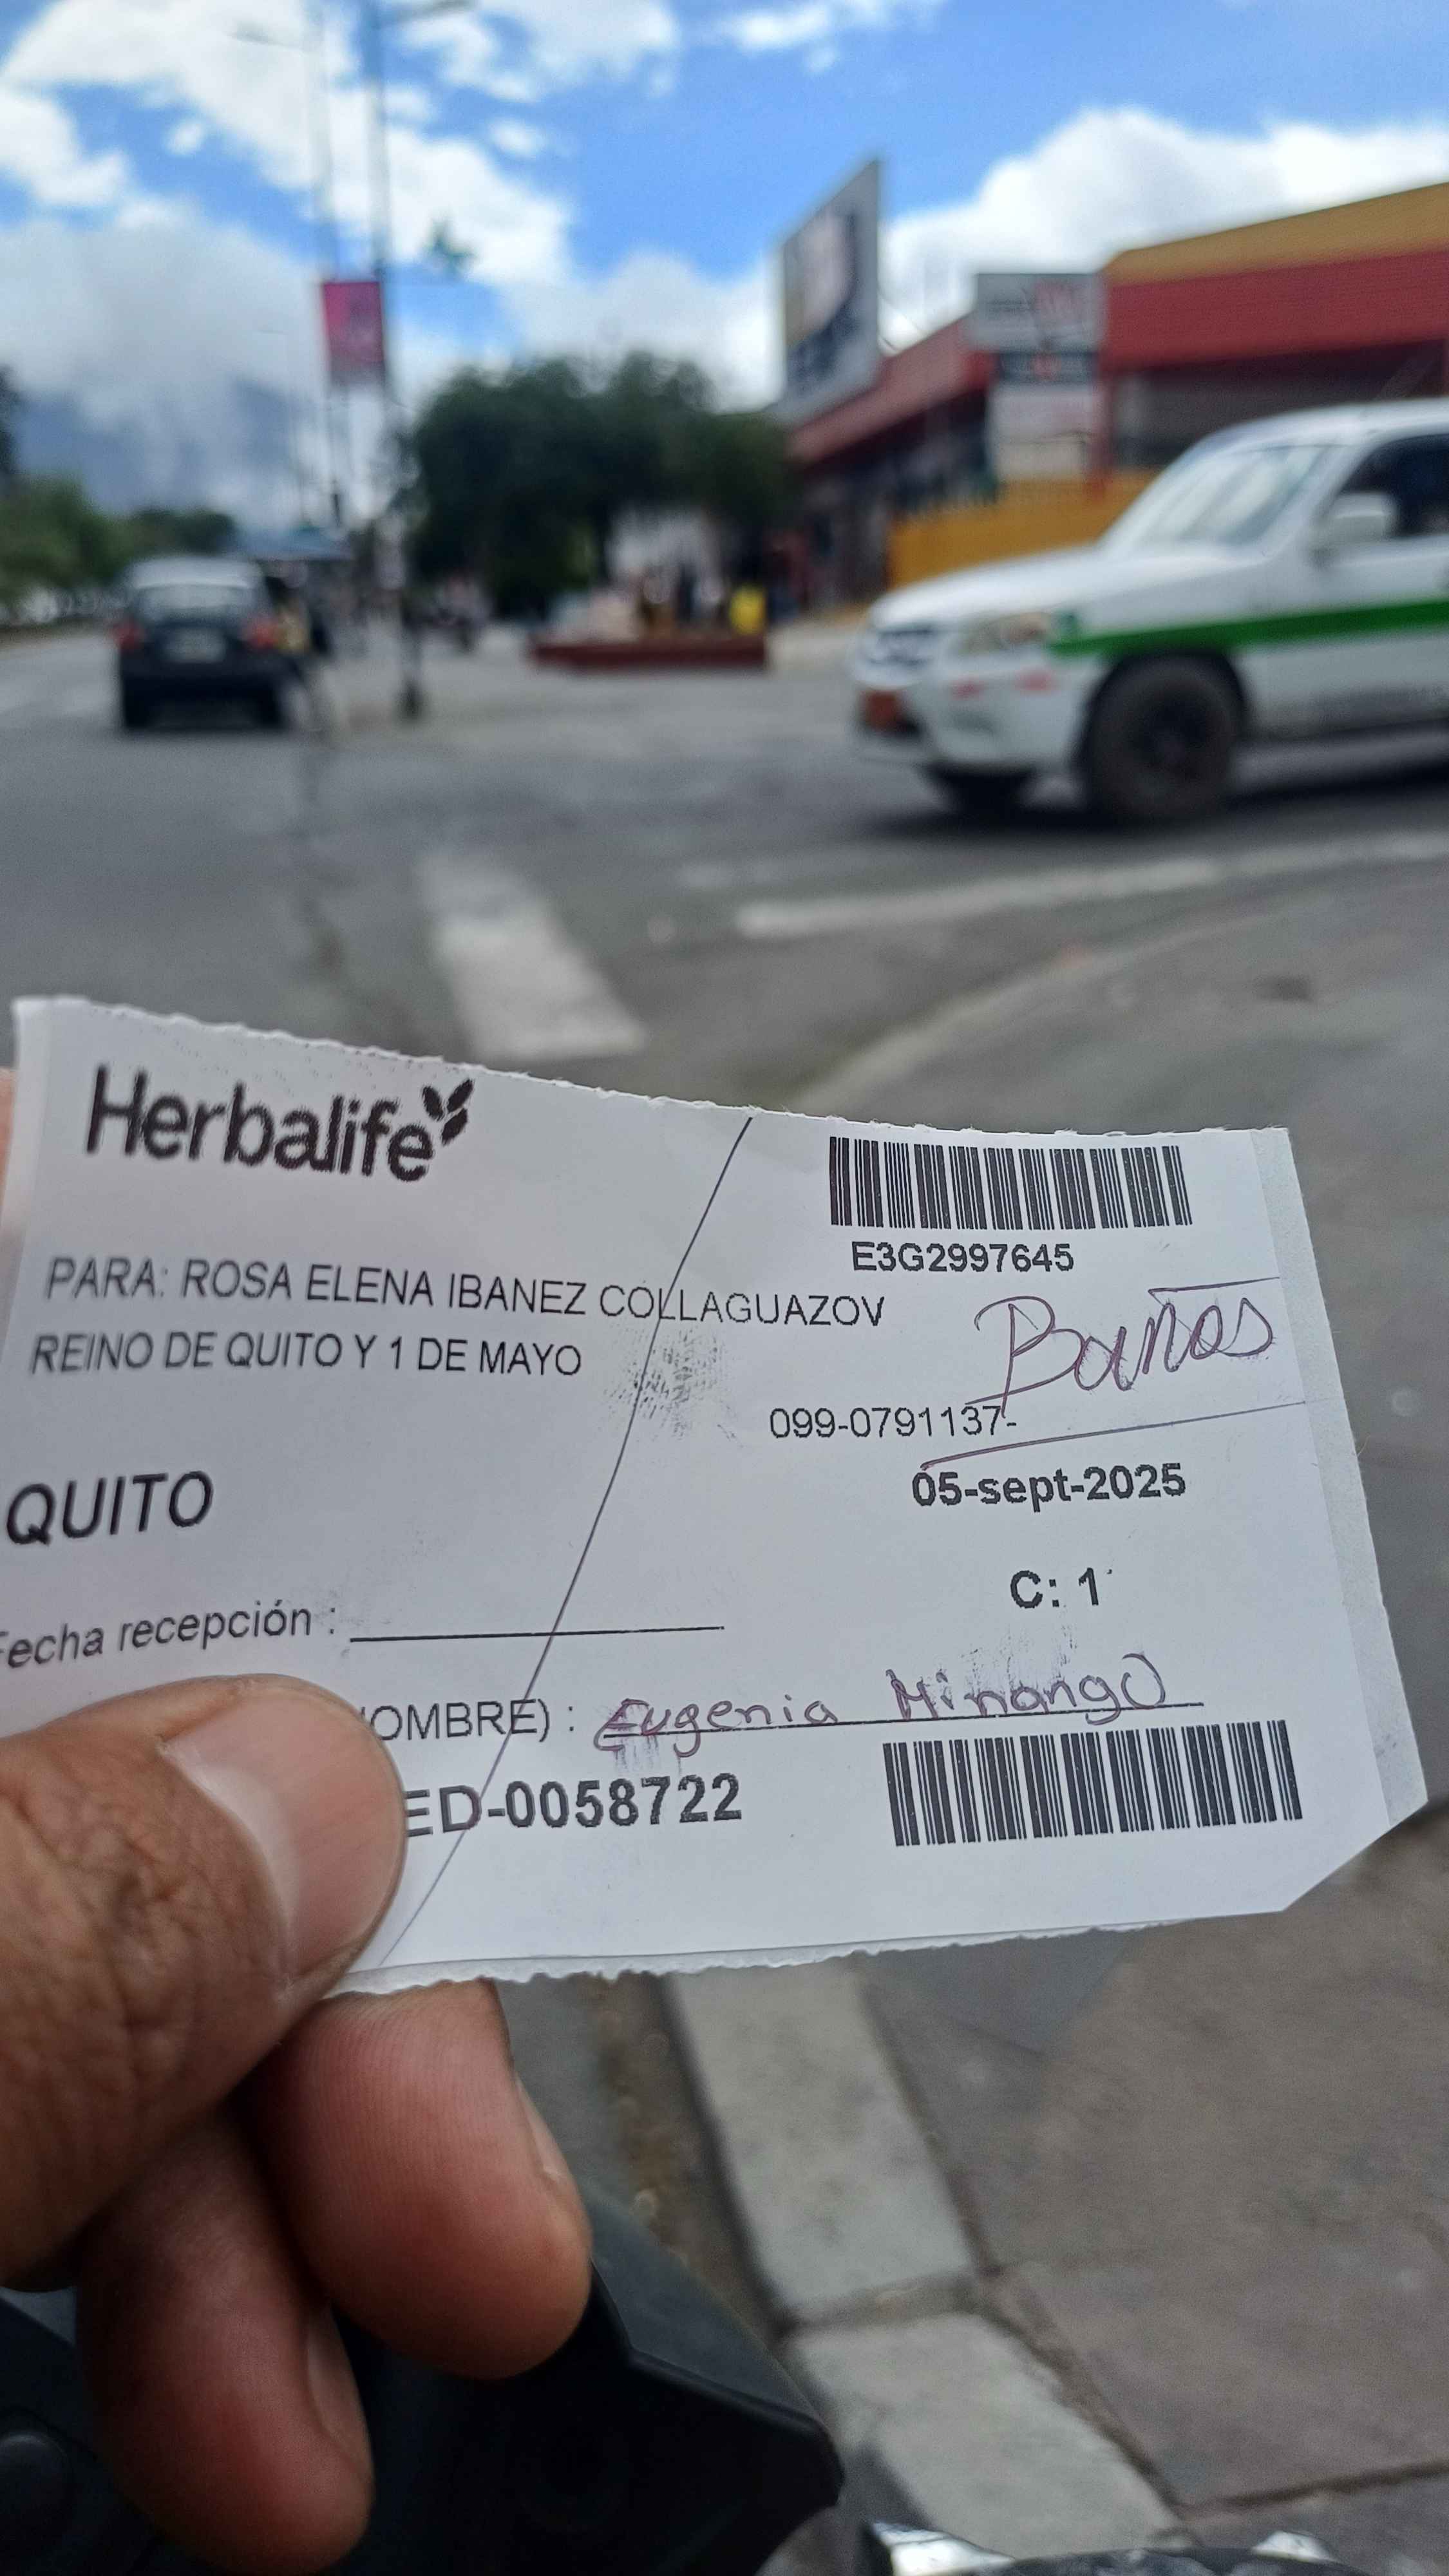 Herbalife
E3G2997645
PARA: ROSA ELENA IBANEZ COLLAGUAZOV
REINO DE QUITO Y 1 DE MAYO
Baños
099-0791137-
QUITO
05-sept-2025
C: 1
Fecha recepción :
OMBRE) : Eugenia Minango
ED-0058722